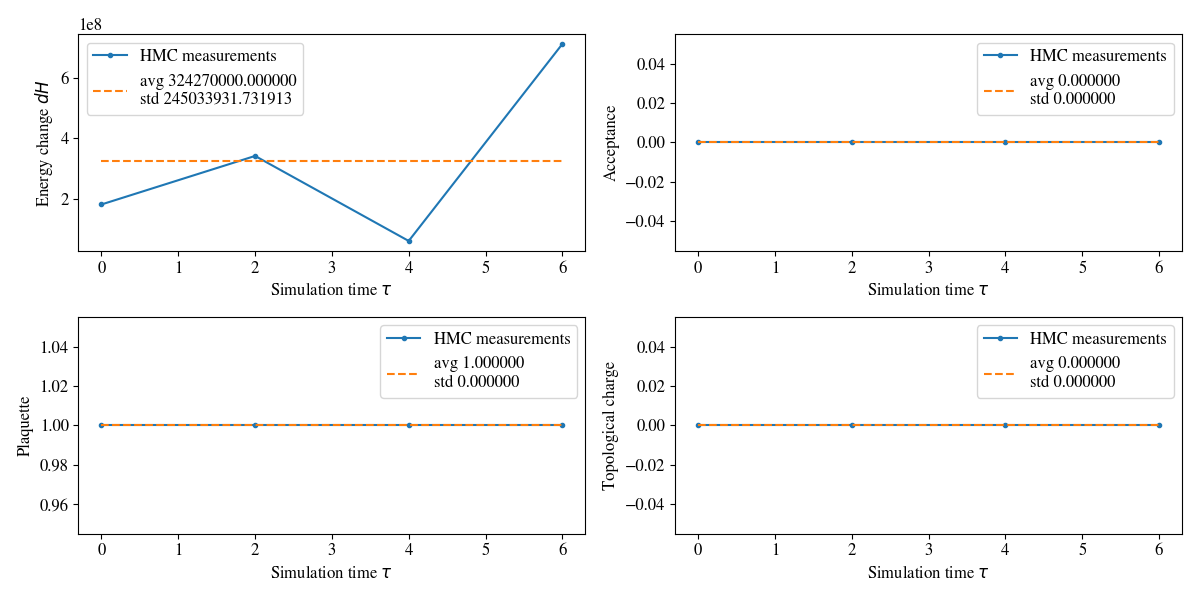 1e8
HMC measurements
avg 324270000.000000
std 245033931.731913
6
4
2
Energy change dH
0 1 2 3 4 5 6
Simulation time τ
HMC measurements
avg 0.000000
std 0.000000
0.04
0.02
0.00
−0.02
−0.04
Acceptance
0 1 2 3 4 5 6
Simulation time τ
HMC measurements
avg 1.000000
std 0.000000
1.04
1.02
1.00
0.98
0.96
Plaquette
0 1 2 3 4 5 6
Simulation time τ
HMC measurements
avg 0.000000
std 0.000000
0.04
0.02
0.00
−0.02
−0.04
Topological charge
0 1 2 3 4 5 6
Simulation time τ